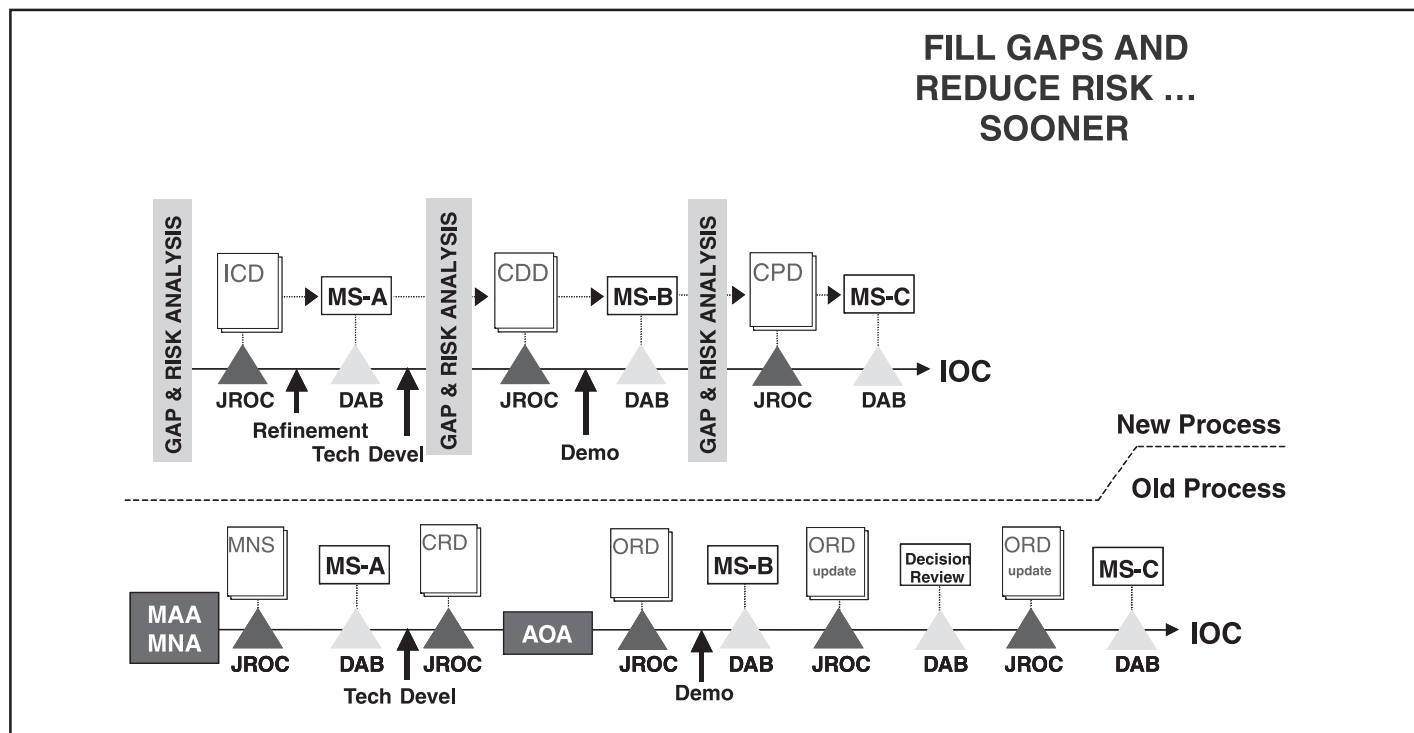 FILL GAPS AND
REDUCE RISK ...
SOONER
GAP & RISK ANALYSIS
ICD
MS-A
GAP & RISK ANALYSIS
CDD
MS-B
GAP & RISK ANALYSIS
CPD
MS-C
IOC
JROC
DAB
JROC
DAB
JROC
DAB
Refinement
Tech Devel
Demo
New Process
Old Process
MNS
MS-A
CRD
ORD
MS-B
ORD
update
Decision
Review
ORD
update
MS-C
MAA
MNA
AOA
IOC
JROC
DAB
JROC
JROC
DAB
JROC
DAB
JROC
DAB
Tech Devel
Demo